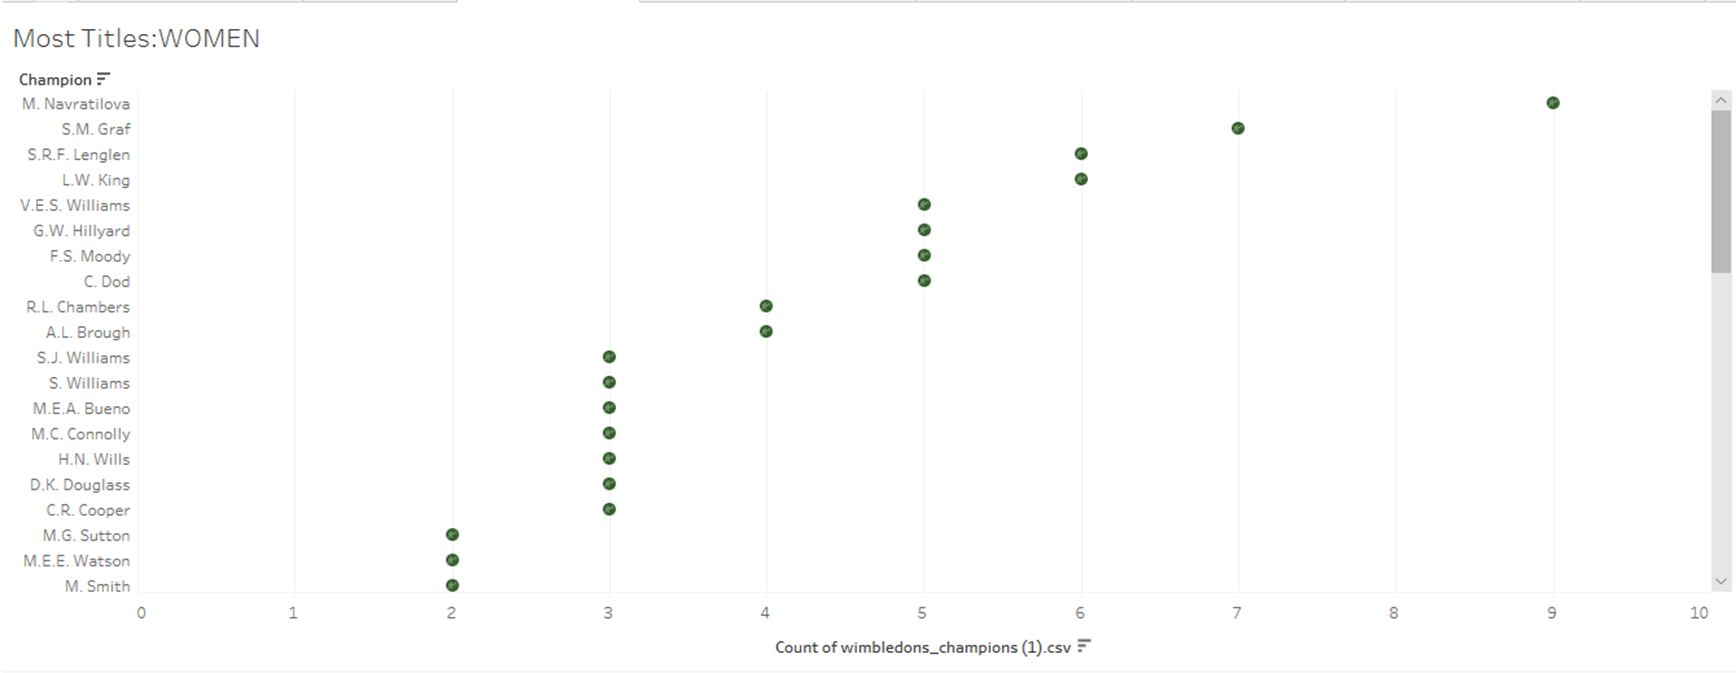 Most Titles:WOMEN
Champion
M. Navratilova
S.M. Graf
S.R.F. Lenglen
L.W. King
V.E.S. Williams
G.W. Hillyard
F.S. Moody
C. Dod
R.L. Chambers
A.L. Brough
S.J. Williams
S. Williams
M.E.A. Bueno
M.C. Connolly
H.N. Wills
D.K. Douglass
C.R. Cooper
M.G. Sutton
M.E.E. Watson
M. Smith
0 1 2 3 4 5 6 7 8 9 10
Count of wimbledons_champions (1).csv